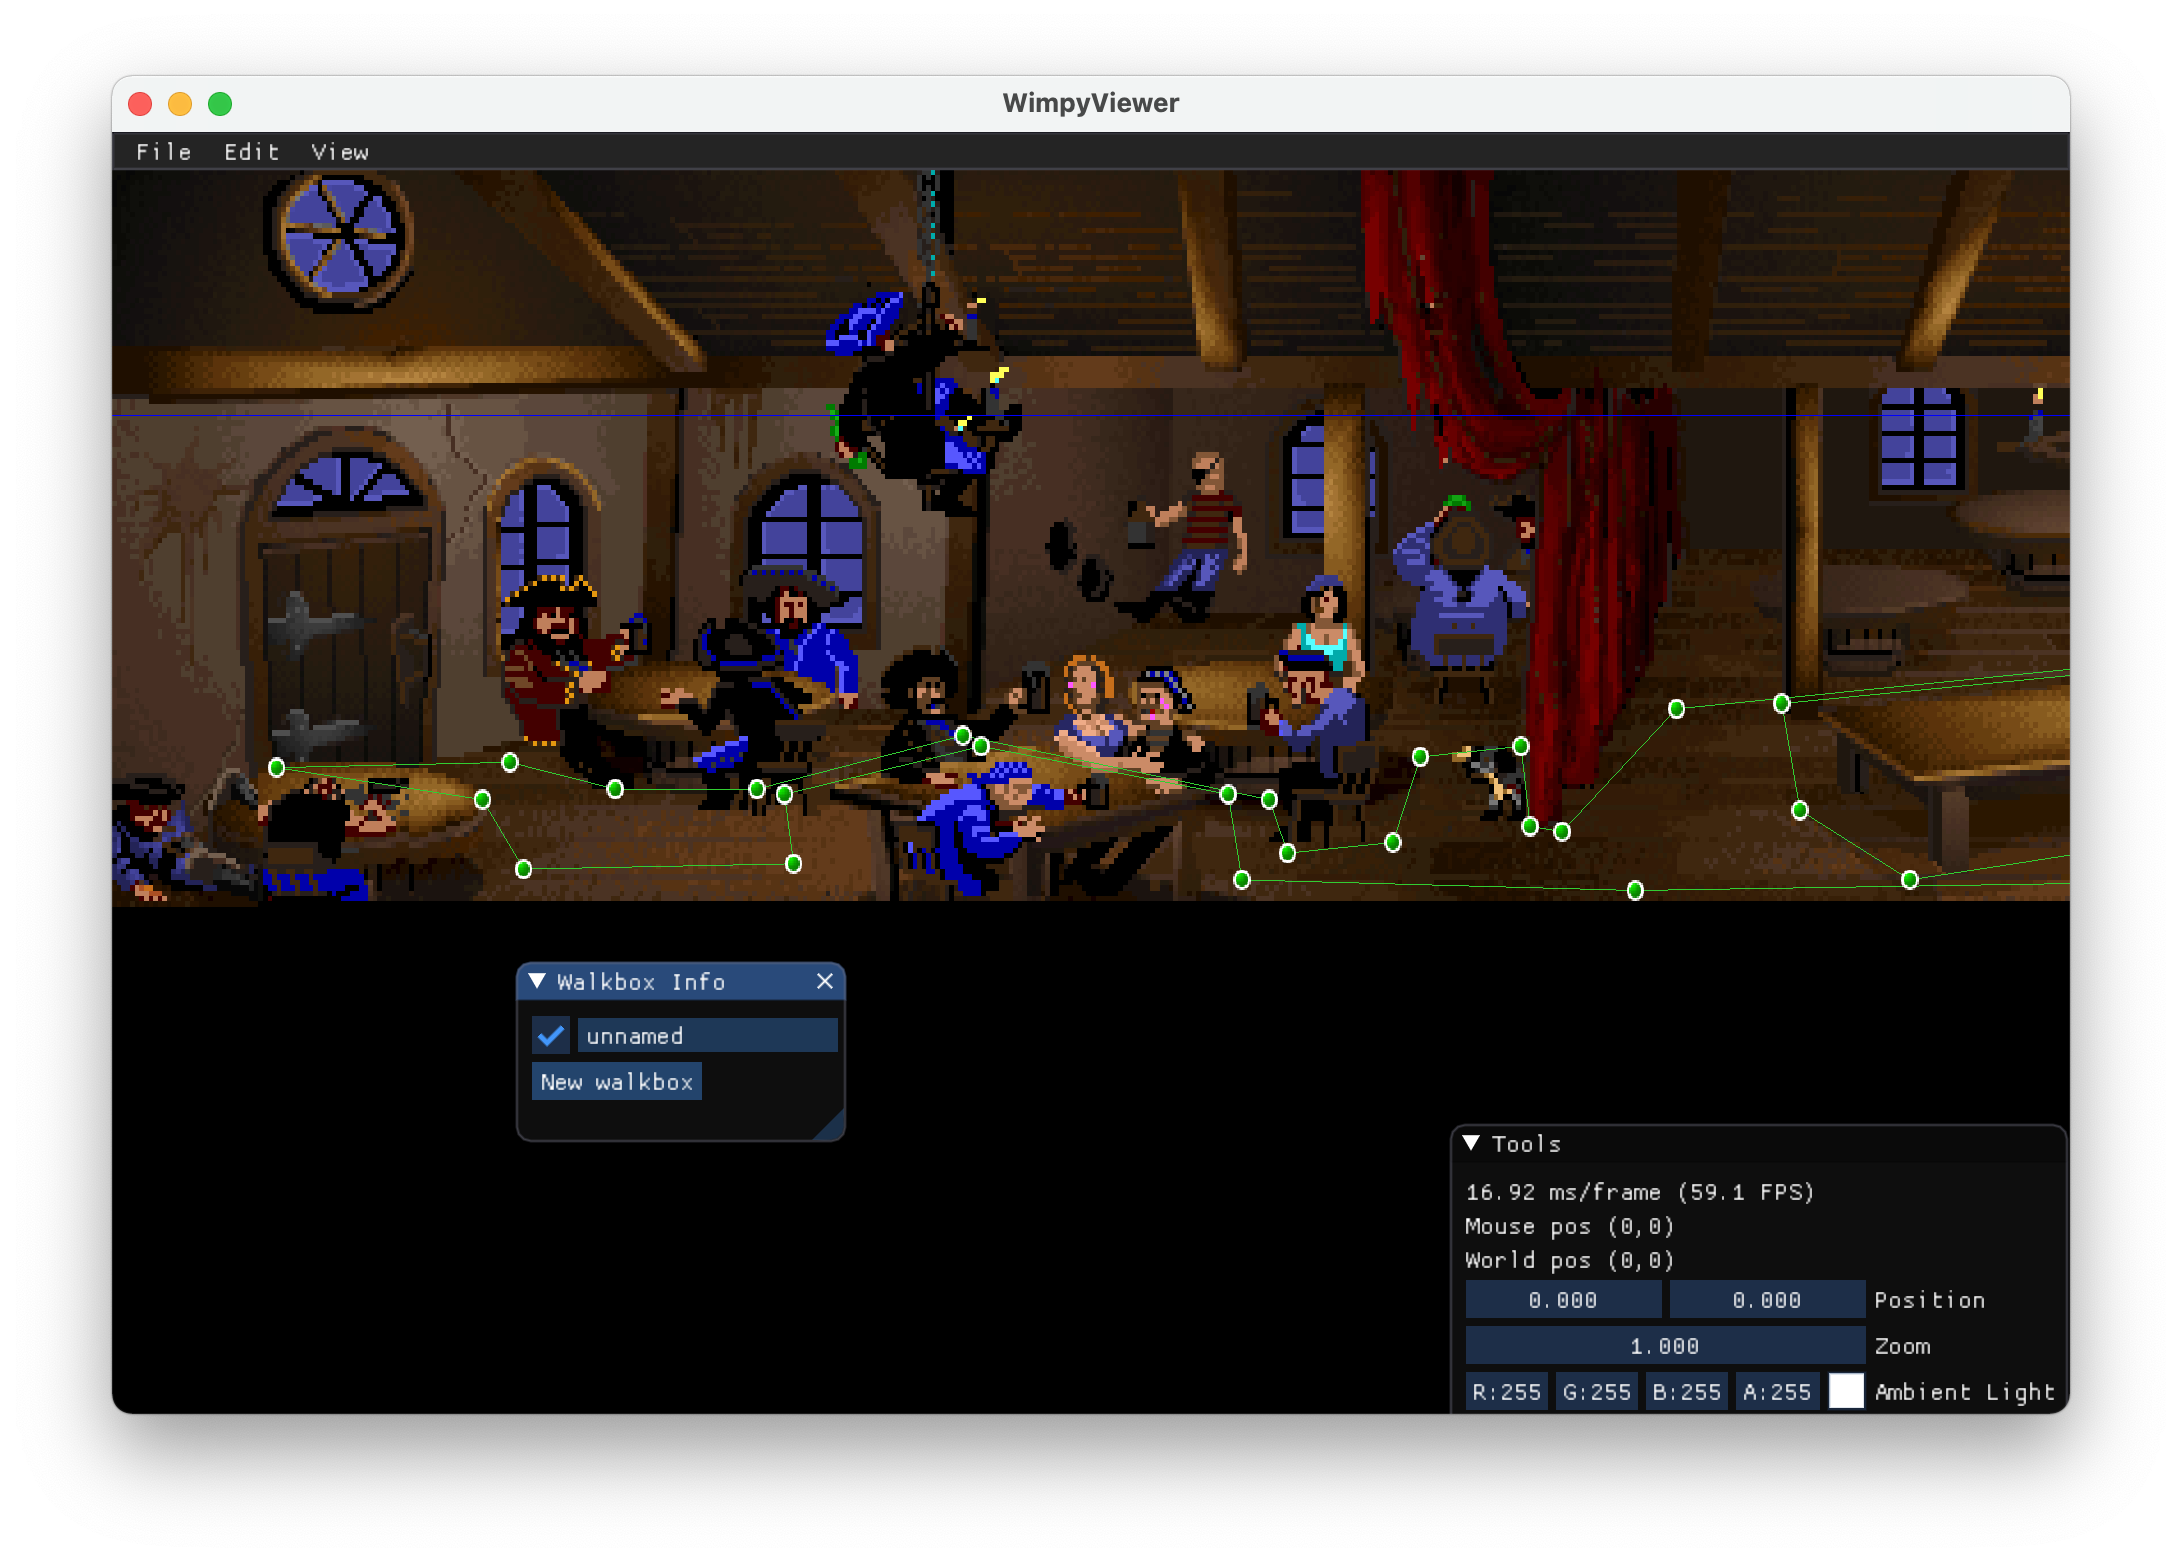 WimpyViewer
File Edit View
Walkbox Info
unnamed
New walkbox
Tools
16.92 ms/frame (59.1 FPS)
Mouse pos (0,0)
World pos (0,0)
0.000 0.000 Position
1.000 Zoom
R:255 G:255 B:255 A:255 Ambient Light